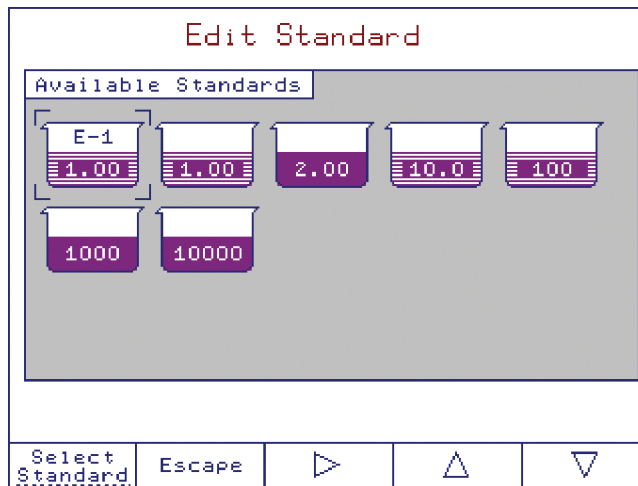 Edit Standard
Available Standards
E-1
1.00 1.00 2.00 10.0 100
1000 10000
Select Standard Escape